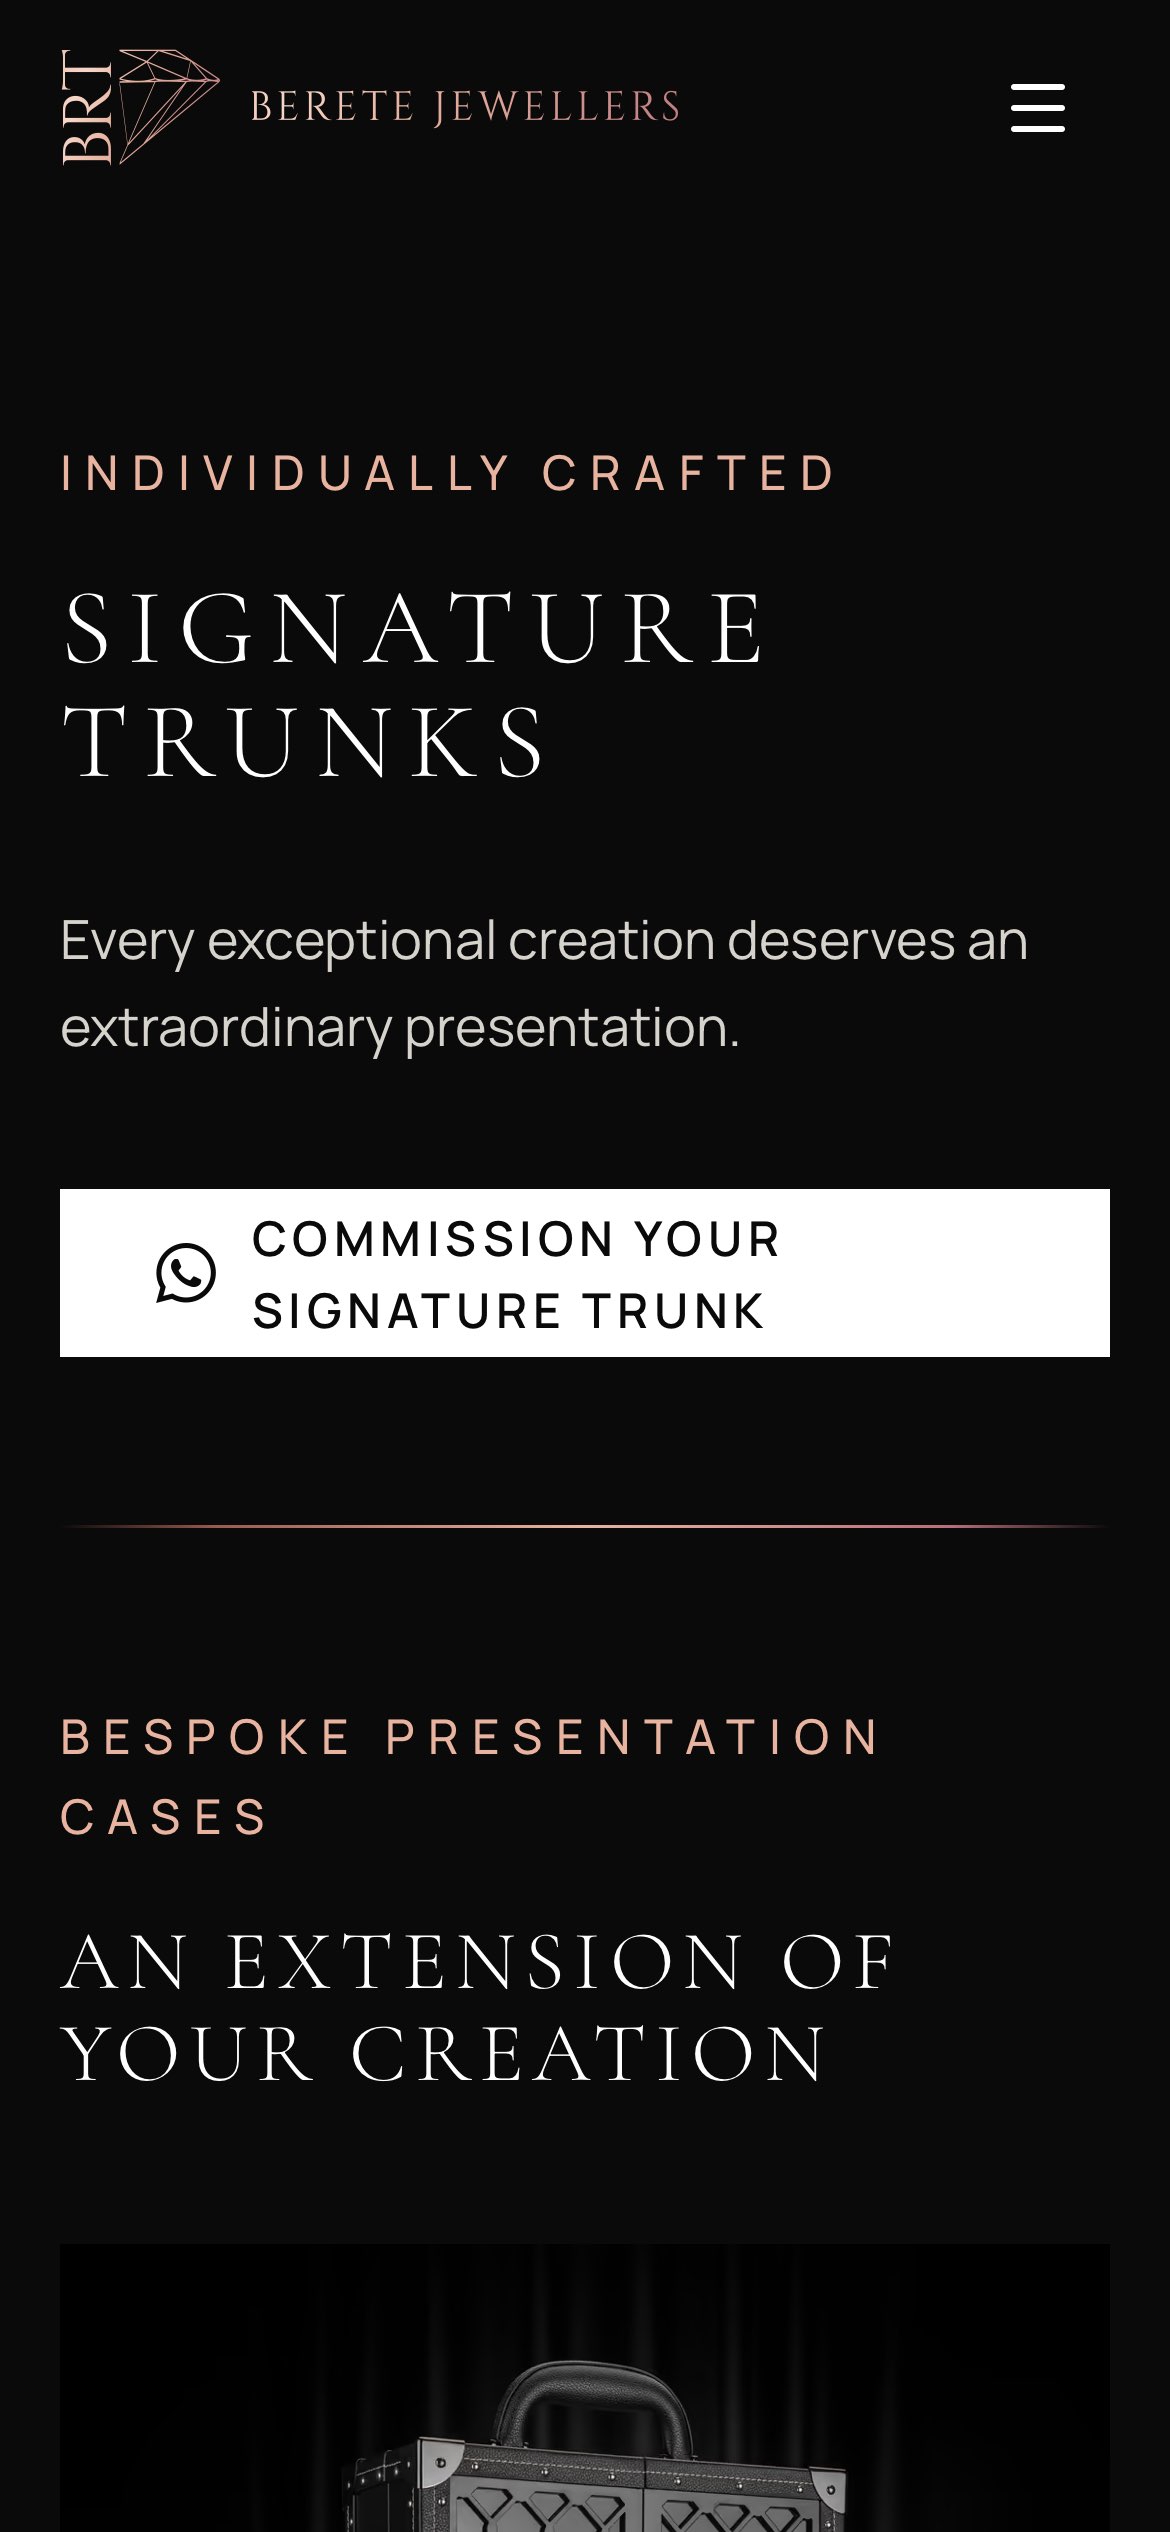 BRT
BERETE JEWELLERS
INDIVIDUALLY CRAFTED
SIGNATURE
TRUNKS
Every exceptional creation deserves an
extraordinary presentation.
COMMISSION YOUR
SIGNATURE TRUNK
BESPOKE PRESENTATION
CASES
AN EXTENSION OF
YOUR CREATION